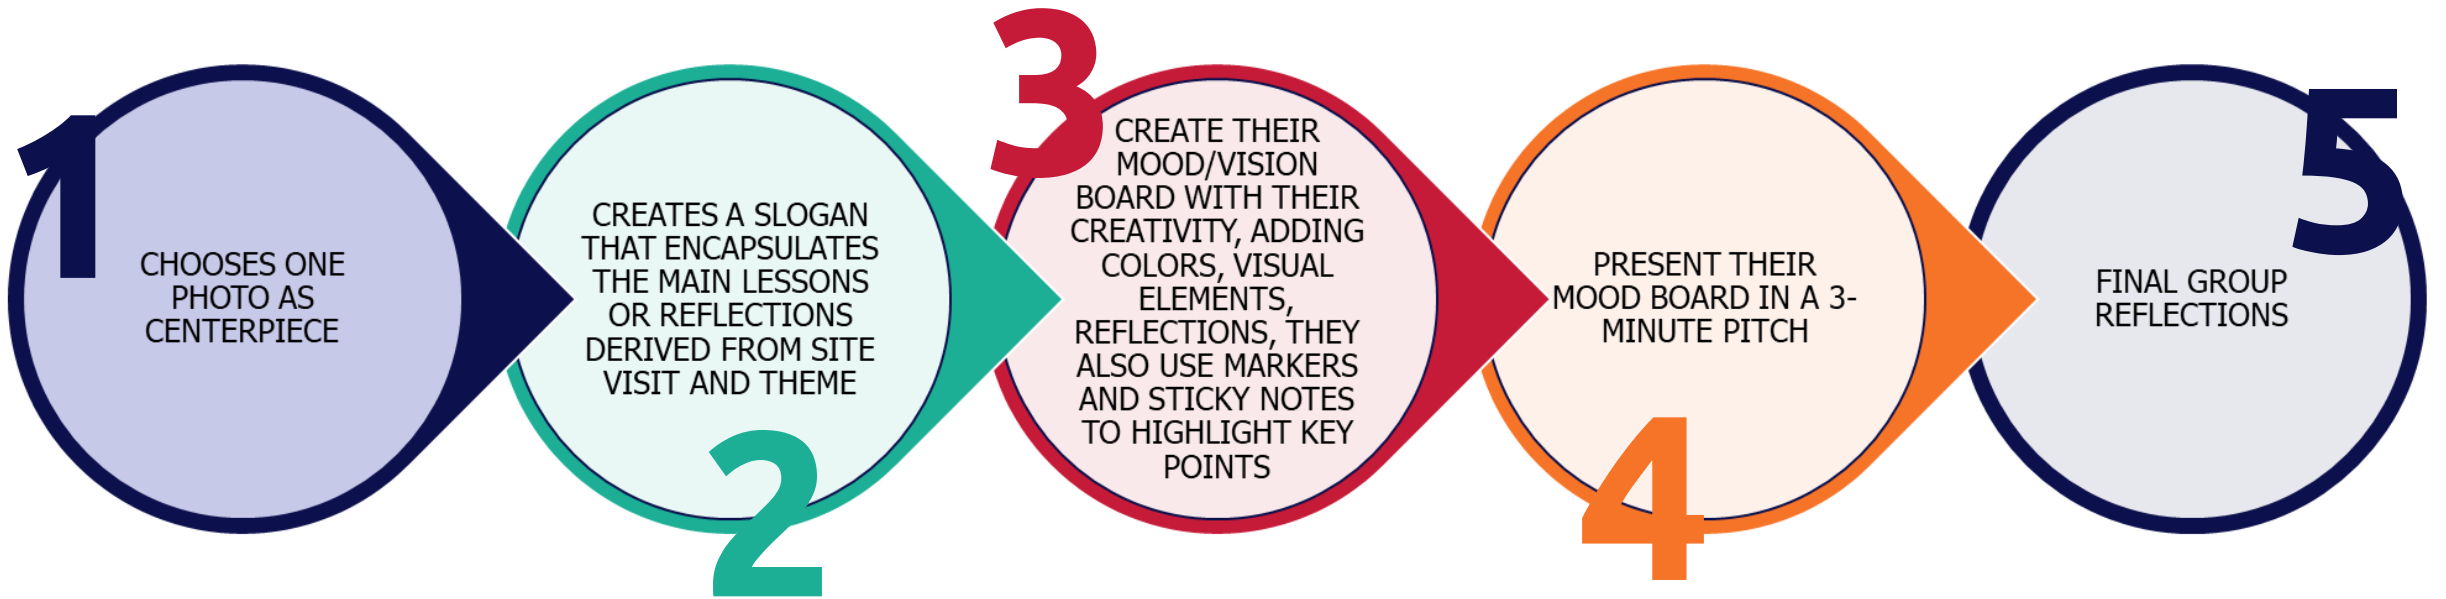 1
CHOOSES ONE
PHOTO AS
CENTERPIECE
2
CREATES A SLOGAN
THAT ENCAPSULATES
THE MAIN LESSONS
OR REFLECTIONS
DERIVED FROM SITE
VISIT AND THEME
3
CREATE THEIR
MOOD/VISION
BOARD WITH THEIR
CREATIVITY, ADDING
COLORS, VISUAL
ELEMENTS,
REFLECTIONS, THEY
ALSO USE MARKERS
AND STICKY NOTES
TO HIGHLIGHT KEY
POINTS
4
PRESENT THEIR
MOOD BOARD IN A 3-
MINUTE PITCH
5
FINAL GROUP
REFLECTIONS